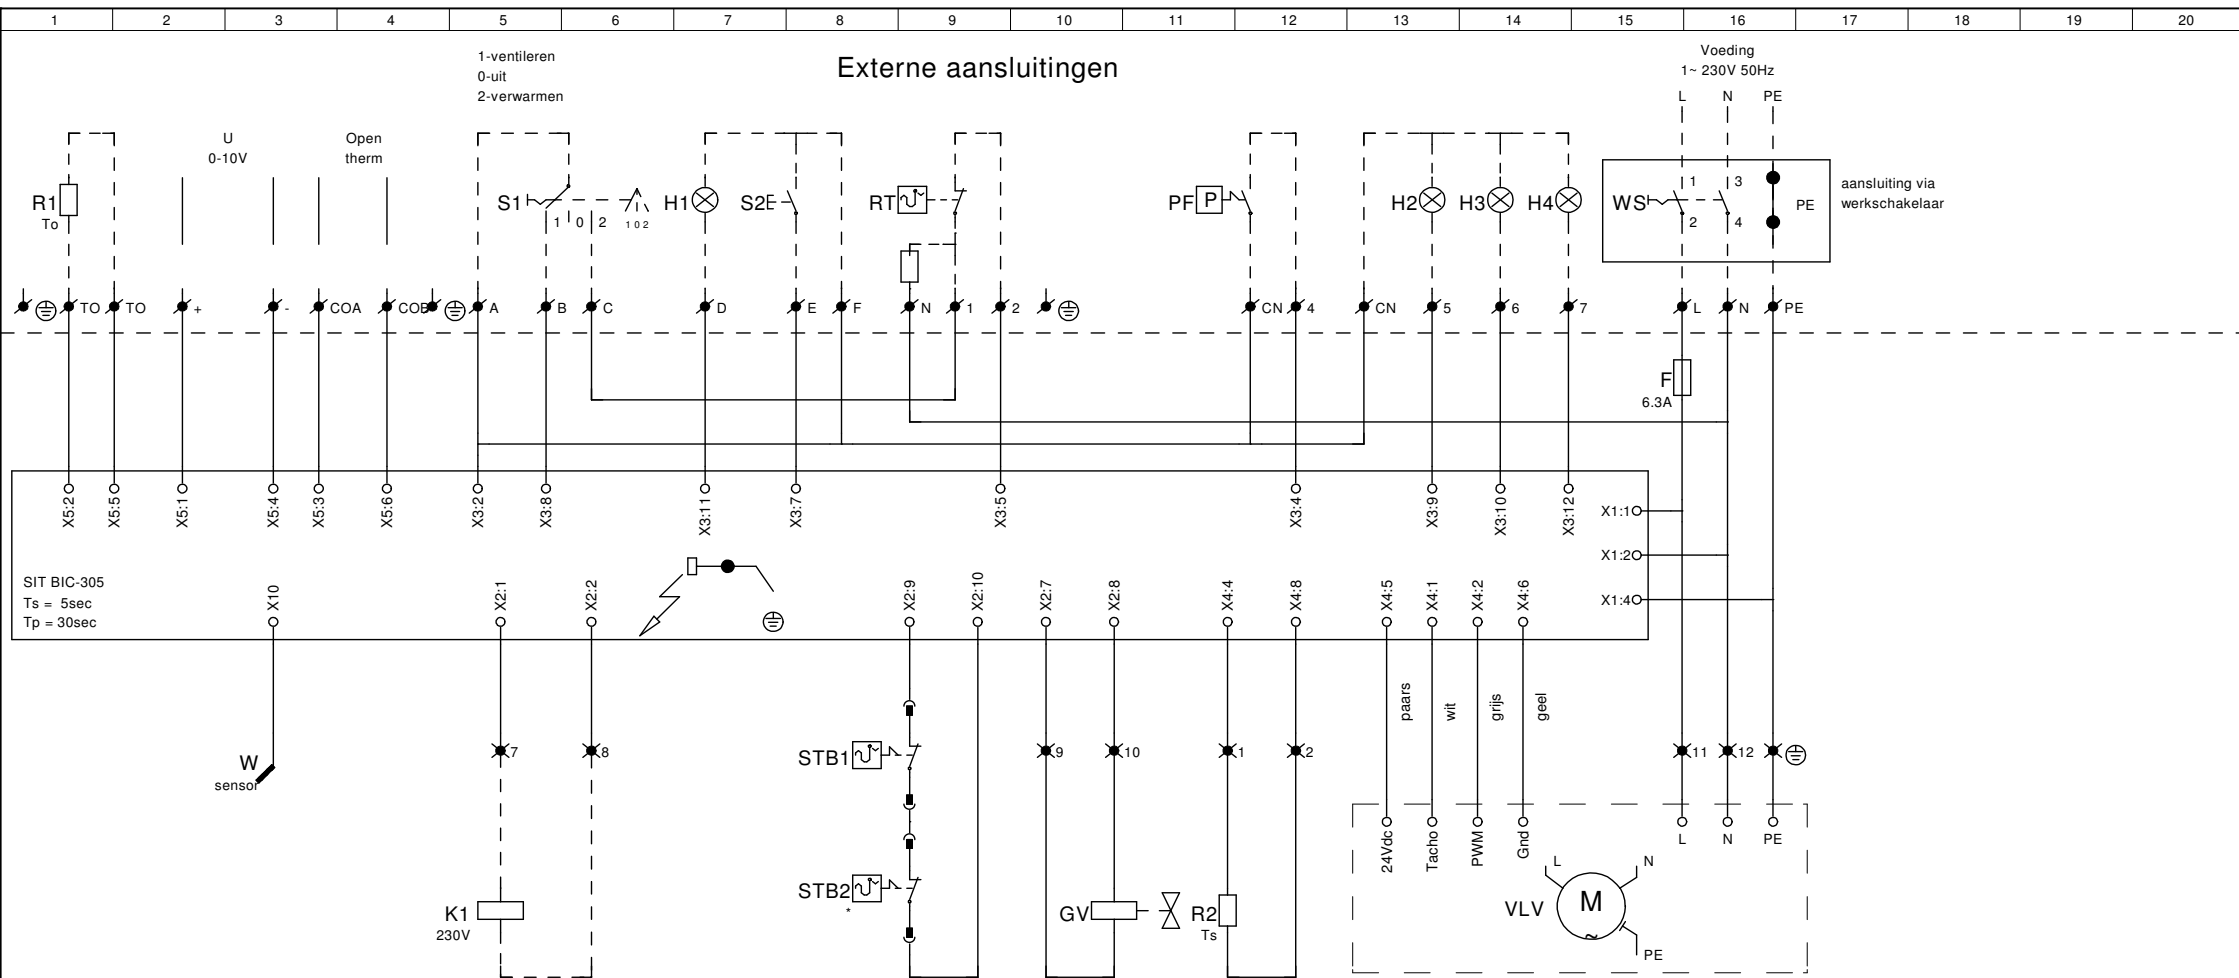 1 2 3 4 5 6 7 8 9 10 11 12 13 14 15 16 17 18 19 20
1-ventileren
0-uit
2-verwarmen
Externe aansluitingen
Voeding
1~ 230V 50Hz
L N PE
U
0-10V
Open
therm
R1
To
S1
1 0 2
1 0 2
H1
S2
RT
PF
P
H2
H3
H4
WS
1
2
3
4
PE
aansluiting via
werkschakelaar
TO TO + - COA COB A B C D E F N 1 2 CN 4 CN 5 6 7 L N PE
F
6.3A
X5:2 X5:5 X5:1 X5:4 X5:3 X5:6 X3:2 X3:8 X3:11 X3:7 X3:5 X3:4 X3:9 X3:10 X3:12
X1:1
X1:2
X1:4
SIT BIC-305
Ts = 5sec
Tp = 30sec
X10 X2:1 X2:2 X2:9 X2:10 X2:7 X2:8 X4:4 X4:8 X4:5 X4:1 X4:2 X4:6
paars wit grijs geel
W
sensor
7 8
STB1
9 10 1 2 11 12
24Vdc Tacho PWM Gnd
L N PE
STB2
*
K1
230V
GV
R2
Ts
VLV
M
~
L
N
PE